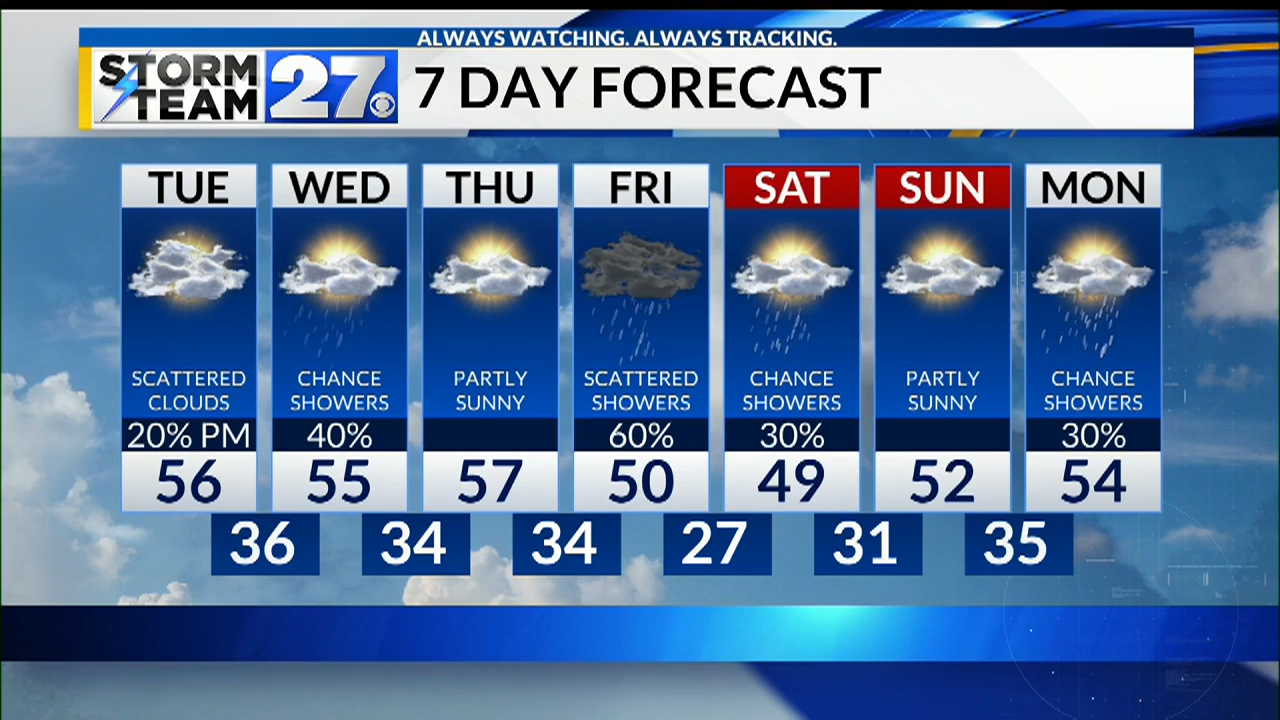 ALWAYS WATCHING. ALWAYS TRACKING.
STORM
TEAM
27
7 DAY FORECAST
TUE WED THU FRI SAT SUN MON
SCATTERED CHANCE PARTLY SCATTERED CHANCE PARTLY CHANCE
CLOUDS SHOWERS SUNNY SHOWERS SHOWERS SUNNY SHOWERS
20% PM 40% 60% 30% 30%
56 55 57 50 49 52 54
36 34 34 27 31 35